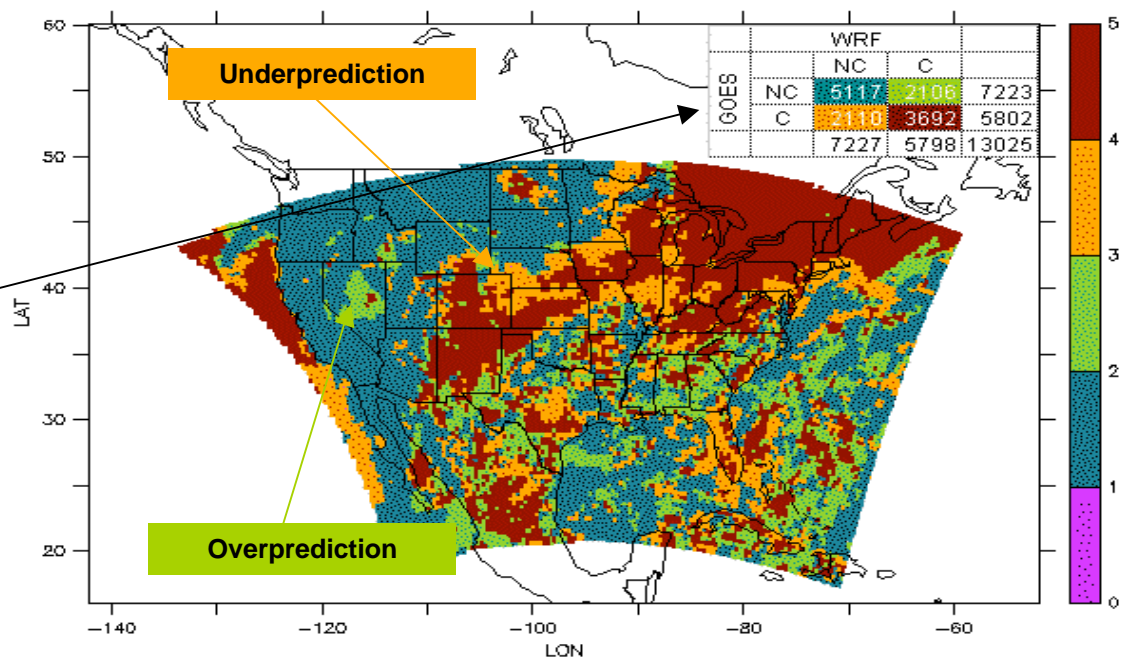 60
50
40
30
20
LAT
Underprediction
Overprediction
WRF
NC C
GOES
NC 5117 2106 7223
C 2110 3692 5802
7227 5798 13025
5
4
3
2
1
0
−140 −120 −100 −80 −60
LON